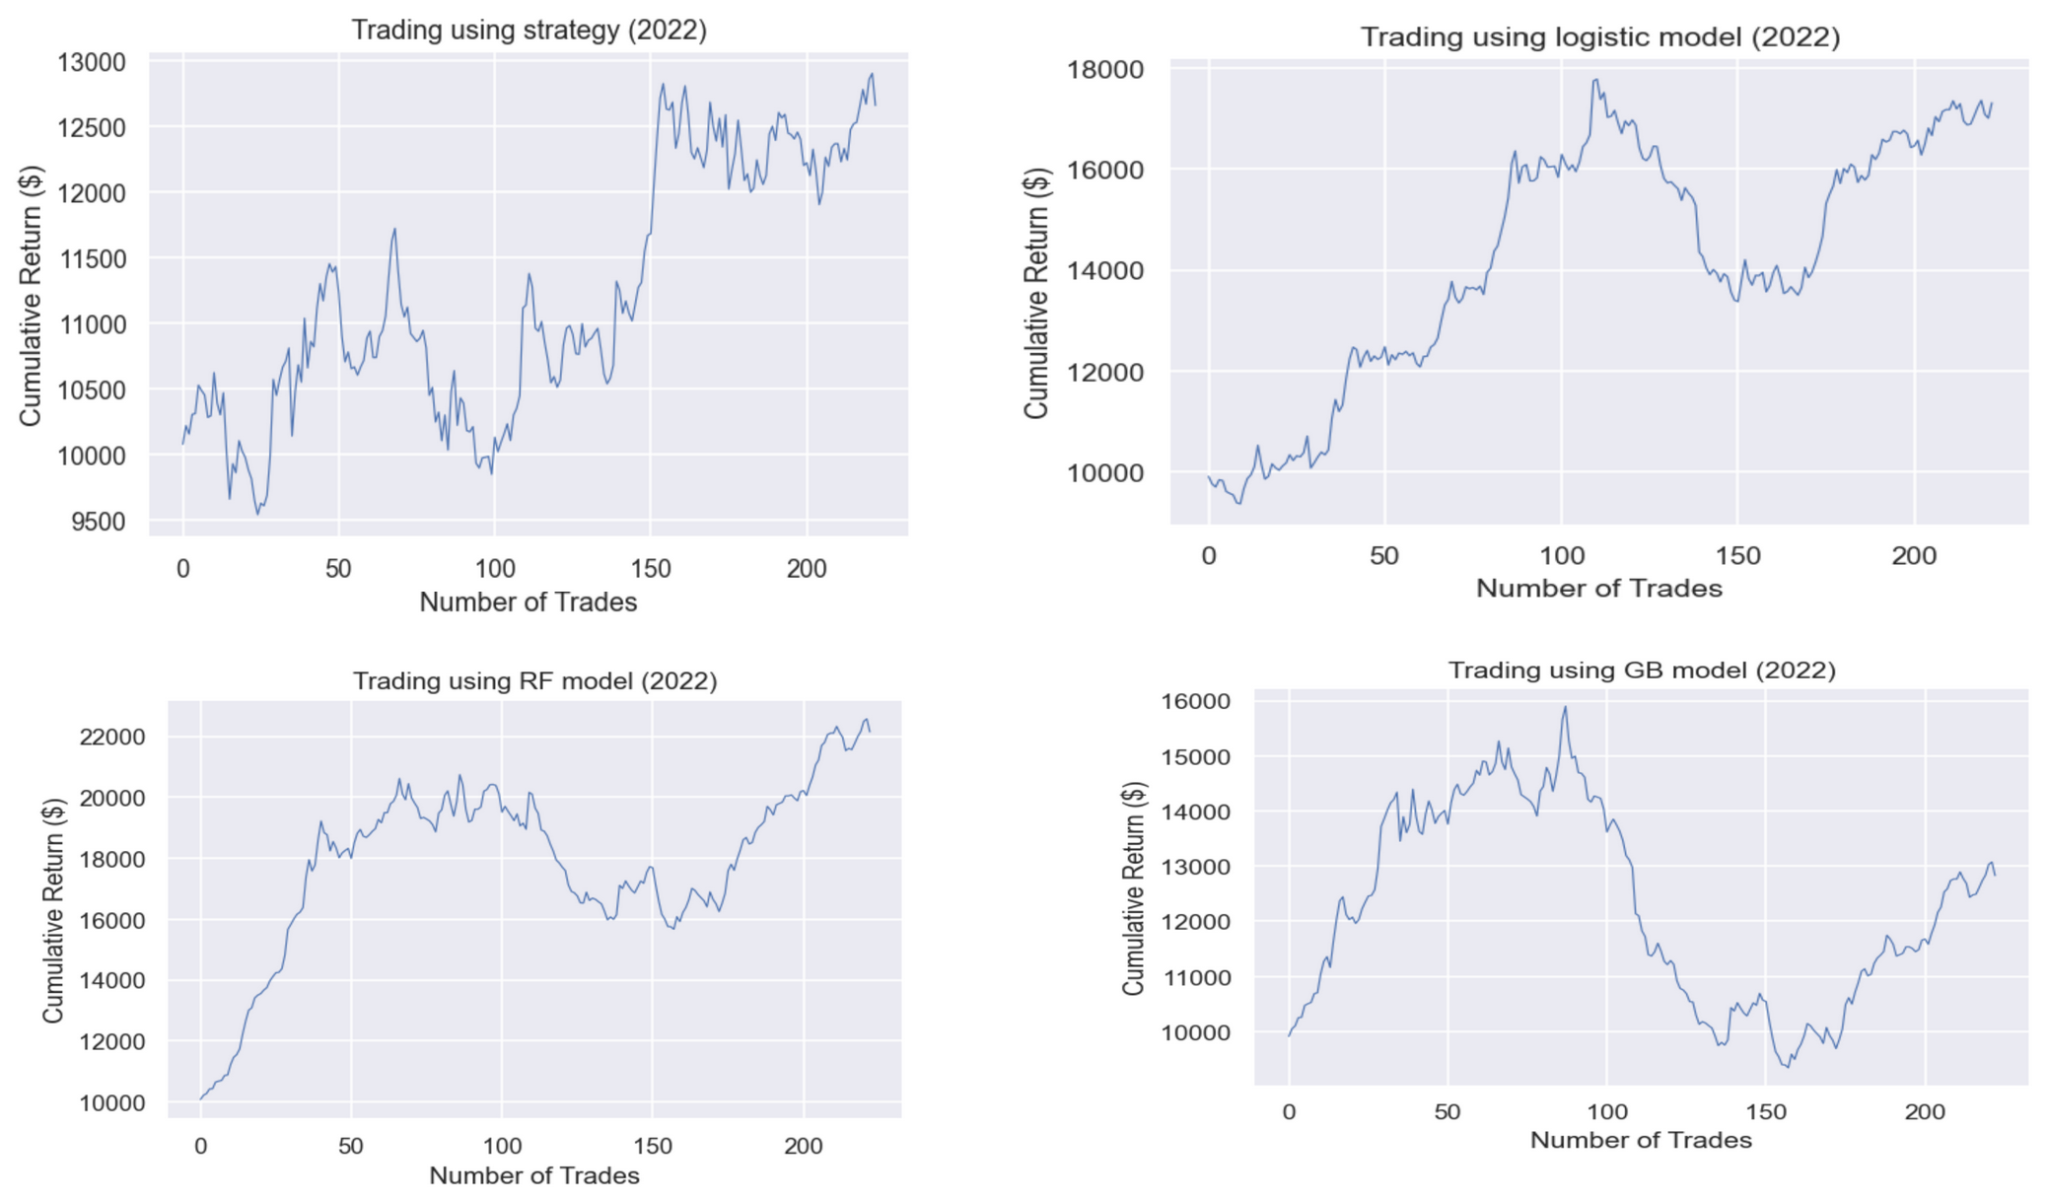 Trading using strategy (2022)
Cumulative Return ($)
13000
12500
12000
11500
11000
10500
10000
9500
0 50 100 150 200
Number of Trades
Trading using logistic model (2022)
Cumulative Return ($)
18000
16000
14000
12000
10000
0 50 100 150 200
Number of Trades
Trading using RF model (2022)
Cumulative Return ($)
22000
20000
18000
16000
14000
12000
10000
0 50 100 150 200
Number of Trades
Trading using GB model (2022)
Cumulative Return ($)
16000
15000
14000
13000
12000
11000
10000
0 50 100 150 200
Number of Trades